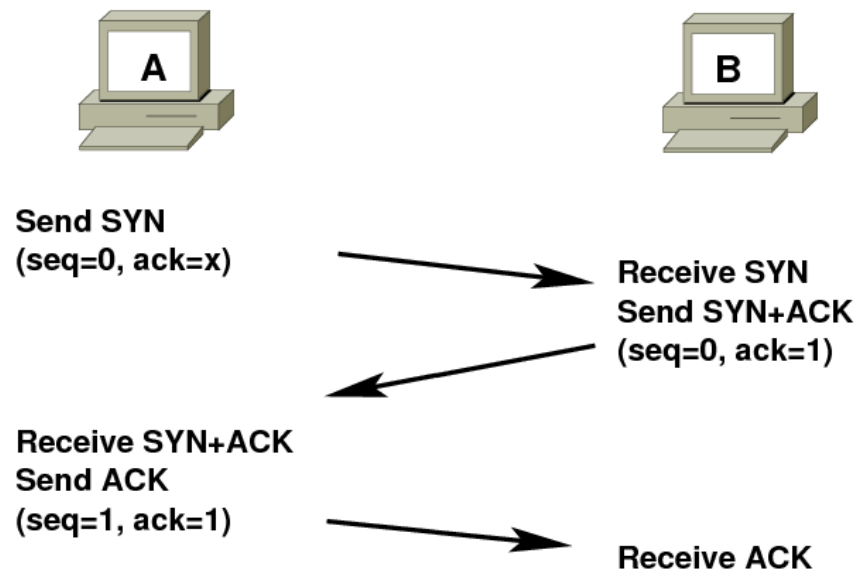 A
B
Send SYN
(seq=0, ack=x)
Receive SYN
Send SYN+ACK
(seq=0, ack=1)
Receive SYN+ACK
Send ACK
(seq=1, ack=1)
Receive ACK